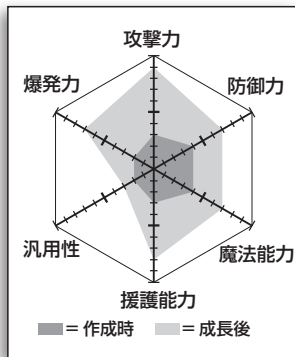 攻撃力
爆発力
防御力
汎用性
魔法能力
援護能力
= 作成時 = 成長後